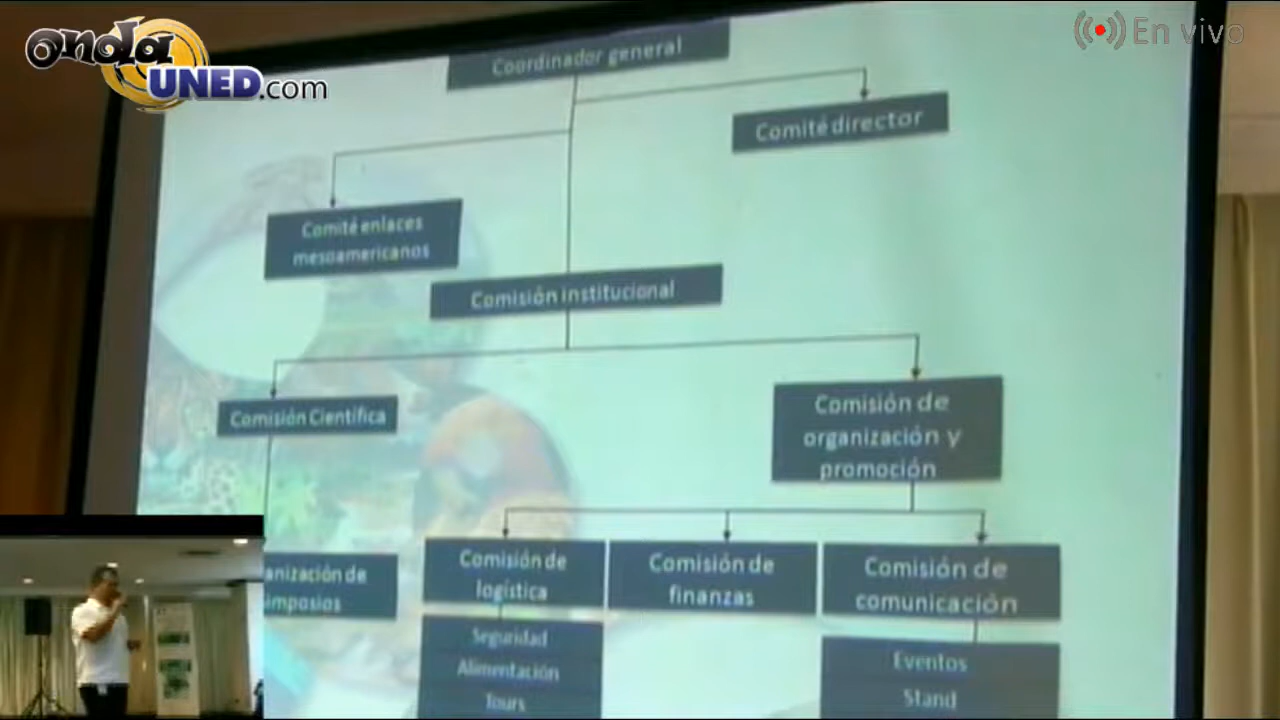 onda
UNED.com
En vivo
Coordinador general
Comité director
Comité enlaces
mesoamericanos
Comisión institucional
Comisión Científica
Comisión de
organización y
promoción
anización de
imposios
Comisión de
logística
Seguridad
Alimentación
Tours
Comisión de
finanzas
Comisión de
comunicación
Eventos
Stand